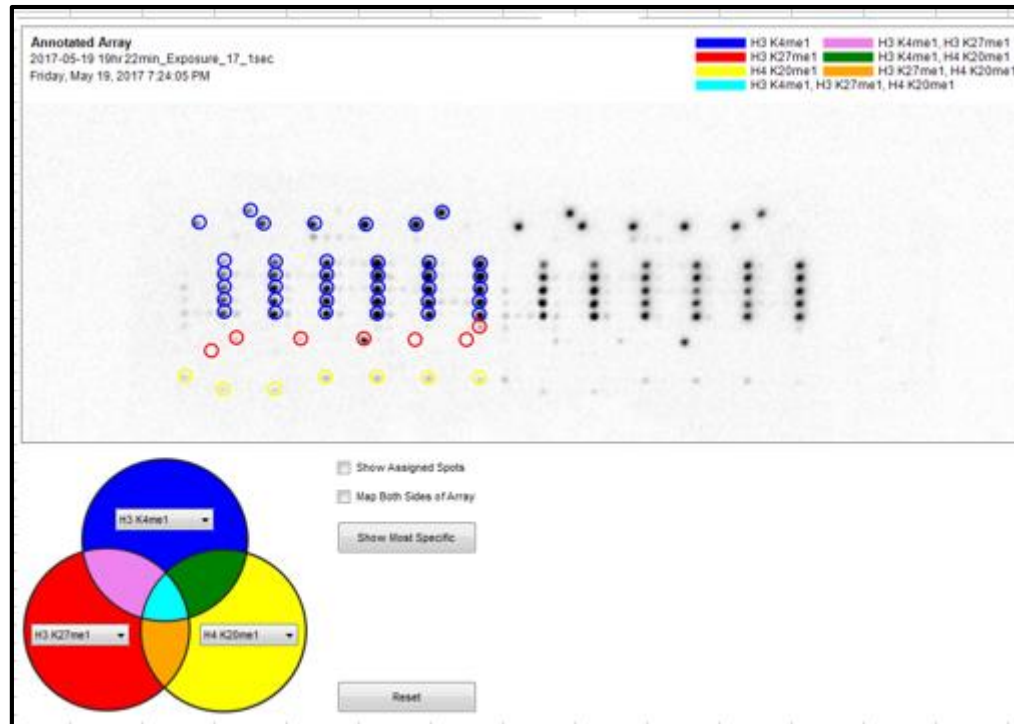 Annotated Array
2017-05-19 19hr22min_Exposure_17_1sec
Friday, May 19, 2017 7:24:05 PM
H3 K4me1 H3 K4me1, H3 K27me1
H3 K27me1 H3 K4me1, H4 K20me1
H4 K20me1 H3 K27me1, H4 K20me1
H3 K4me1, H3 K27me1, H4 K20me1
Show Assigned Spots
Map Both Sides of Array
H3 K4me1
Show Most Specific
H3 K27me1 H4 K20me1
Reset